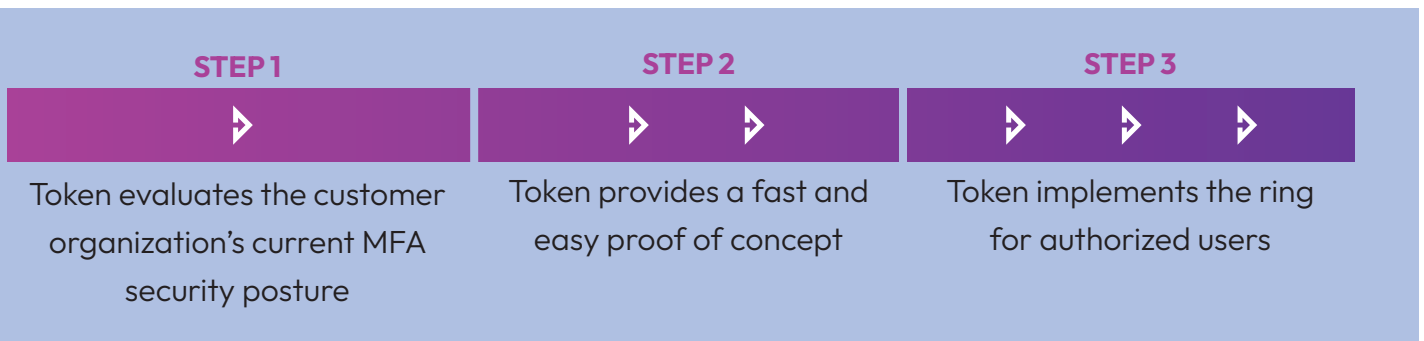 STEP 1
Token evaluates the customer
organization's current MFA
security posture
STEP 2
Token provides a fast and
easy proof of concept
STEP 3
Token implements the ring
for authorized users